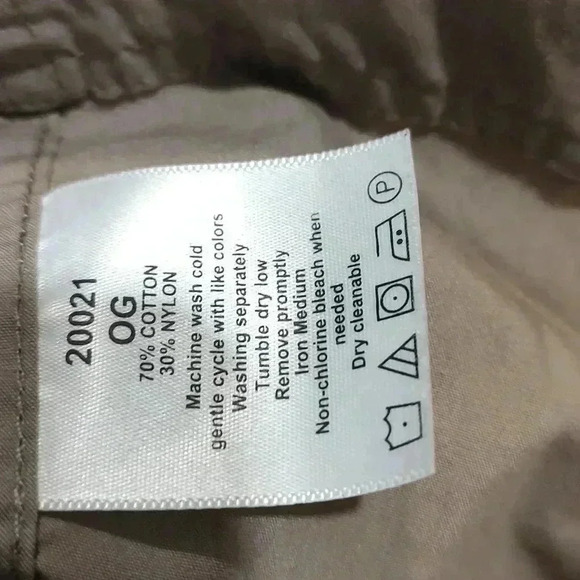 20021
OG
70% COTTON
30% NYLON
Machine wash cold
gentle cycle with like colors
Washing separately
Tumble dry low
Remove promptly
Iron Medium
Non-chlorine bleach when
needed
Dry cleanable
P